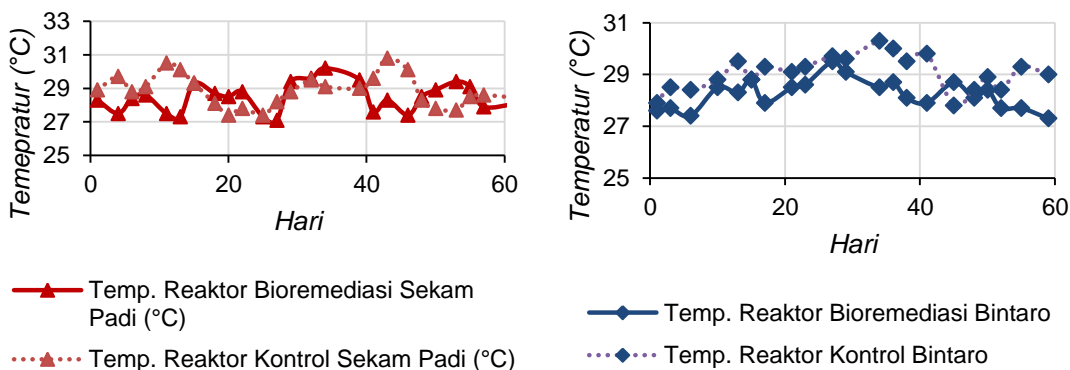 33
31
29
27
25
0
20
40
60
Temepratur (°C)
Hari
Temp. Reaktor Bioremediasi Sekam
Padi (°C)
Temp. Reaktor Kontrol Sekam Padi (°C)
31
29
27
25
0
20
40
60
Temperatur (°C)
Hari
Temp. Reaktor Bioremediasi Bintaro
Temp. Reaktor Kontrol Bintaro